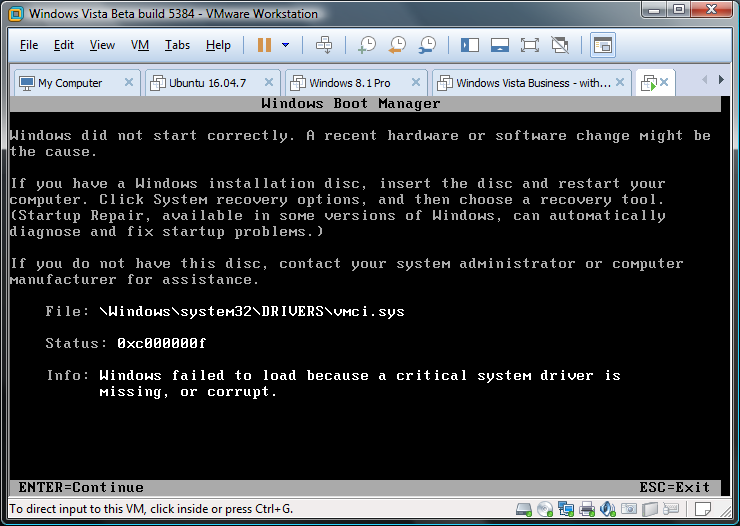 Windows Vista Beta build 5384 - VMware Workstation
File Edit View VM Tabs Help
My Computer Ubuntu 16.04.7 Windows 8.1 Pro Windows Vista Business - with...
Windows Boot Manager
Windows did not start correctly. A recent hardware or software change might be
the cause.
If you have a Windows installation disc, insert the disc and restart your
computer. Click System recovery options, and then choose a recovery tool.
(Startup Repair, available in some versions of Windows, can automatically
diagnose and fix startup problems.)
If you do not have this disc, contact your system administrator or computer
manufacturer for assistance.
File: \Windows\system32\DRIVERS\vmci.sys
Status: 0xc000000f
Info: Windows failed to load because a critical system driver is
missing, or corrupt.
ENTER=Continue ESC=Exit
To direct input to this VM, click inside or press Ctrl+G.